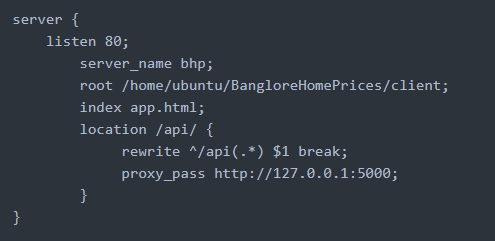 server {
    listen 80;
        server_name bhp;
        root /home/ubuntu/BangloreHomePrices/client;
        index app.html;
        location /api/ {
             rewrite ^/api(.*) $1 break;
             proxy_pass http://127.0.0.1:5000;
        }
}